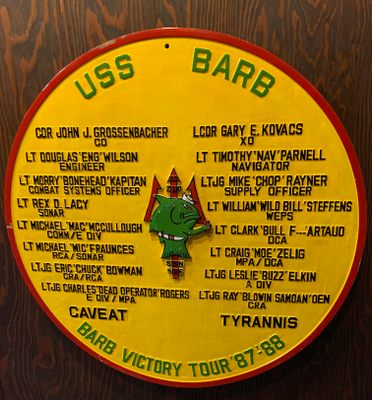 USS BARB
CDR JOHN J. GROSSENBACHER
CO
LT DOUGLAS 'ENG' WILSON
ENGINEER
LT MORRY 'BONEHEAD' KAPITAN
COMBAT SYSTEMS OFFICER
LT REX D. LACY
SONAR
LT MICHAEL 'MAC' McCULLOUGH
COMM/E DIV
LT MICHAEL 'MIC' FRAUNCES
RCA/SONAR
LTJG ERIC 'CHUCK' BOWMAN
CRA/RCA
LTJG CHARLES 'DEAD OPERATOR' ROGERS
E DIV / MPA
CAVEAT
LCDR GARY E. KOVACS
XO
LT TIMOTHY 'NAV' PARNELL
NAVIGATOR
LTJG MIKE 'CHOP' RAYNER
SUPPLY OFFICER
LT WILLIAM 'WILD BILL' STEFFENS
WEPS
LT CLARK 'BULL F----' ARTAUD
DCA
LT CRAIG 'MOE' ZELIG
MPA/DCA
LTJG LESLIE 'BUZZ' ELKIN
A DIV
LTJG RAY 'BLOWIN SAMOAN' OEN
CRA
TYRANNIS
BARB VICTORY TOUR '87-'88